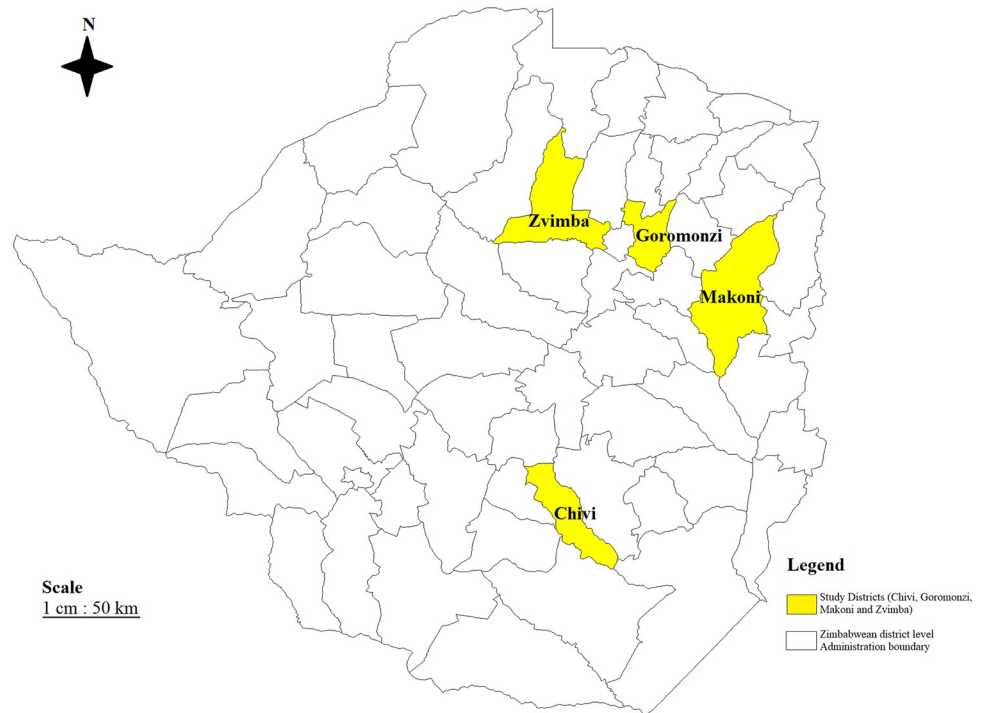 N
Zvimba
Goromonzi
Makoni
Chivi
Legend
Study Districts (Chivi, Goromonzi,
Makoni and Zvimba)
Zimbabwean district level
Administration boundary
Scale
1 cm : 50 km